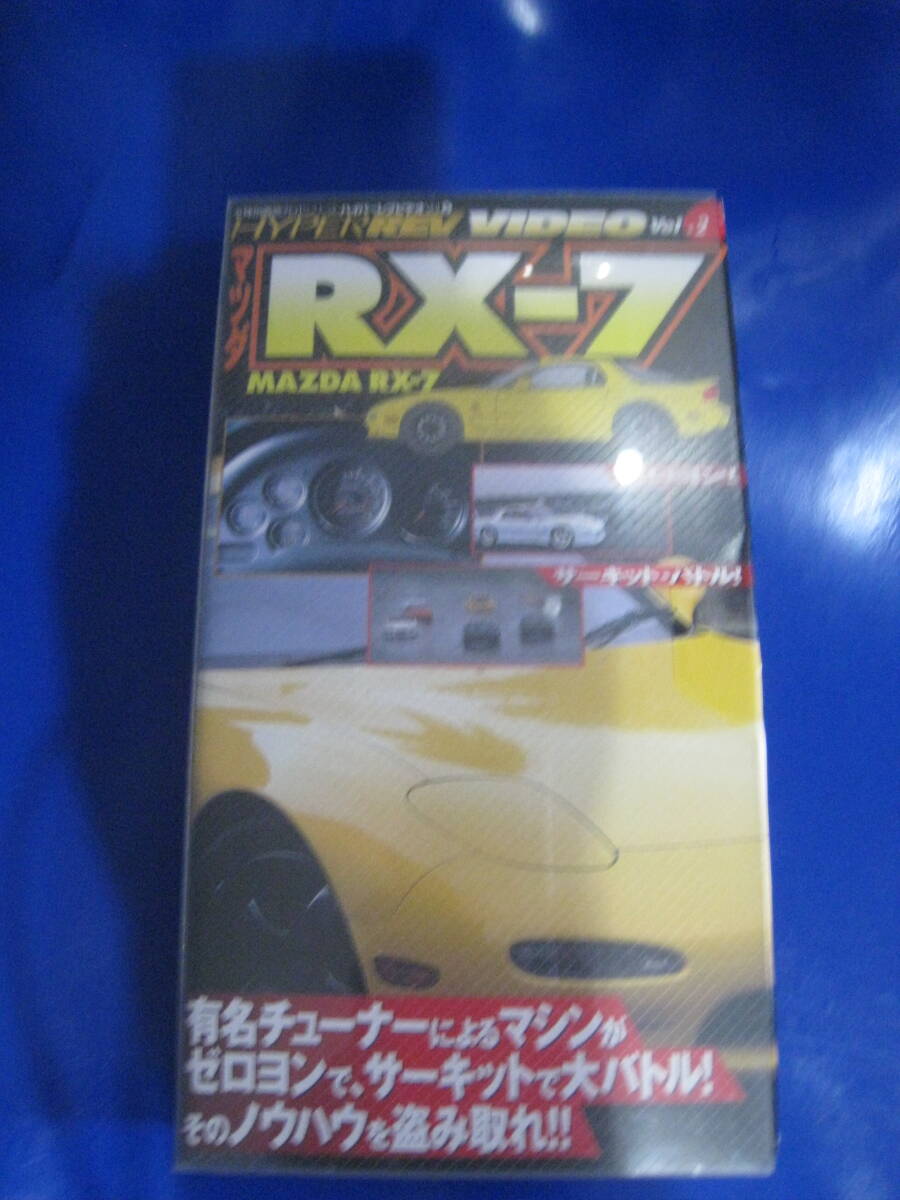 HYPER REV VIDEO Vol.2
マツダ
RX-7
MAZDA RX-7
サーキット・バトル!
有名チューナーによるマシンが
ゼロヨンで、サーキットで大バトル!
そのノウハウを盗み取れ!!